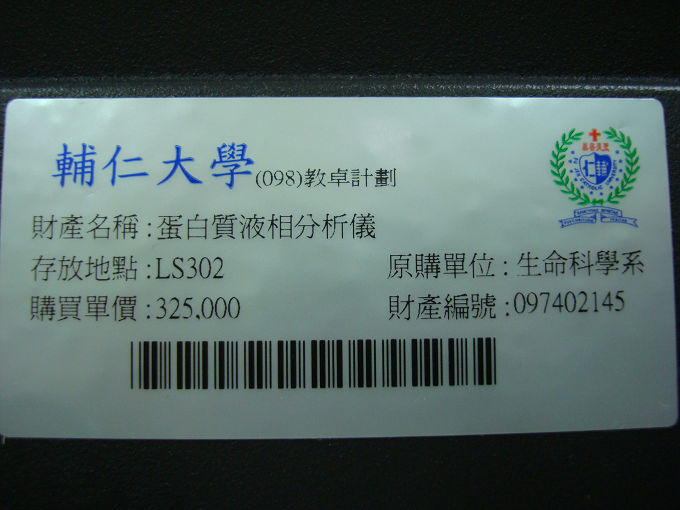 輔仁大學(098)教卓計劃
財產名稱:蛋白質液相分析儀
存放地點:LS302 原購單位:生命科學系
購買單價:325,000 財產編號:097402145